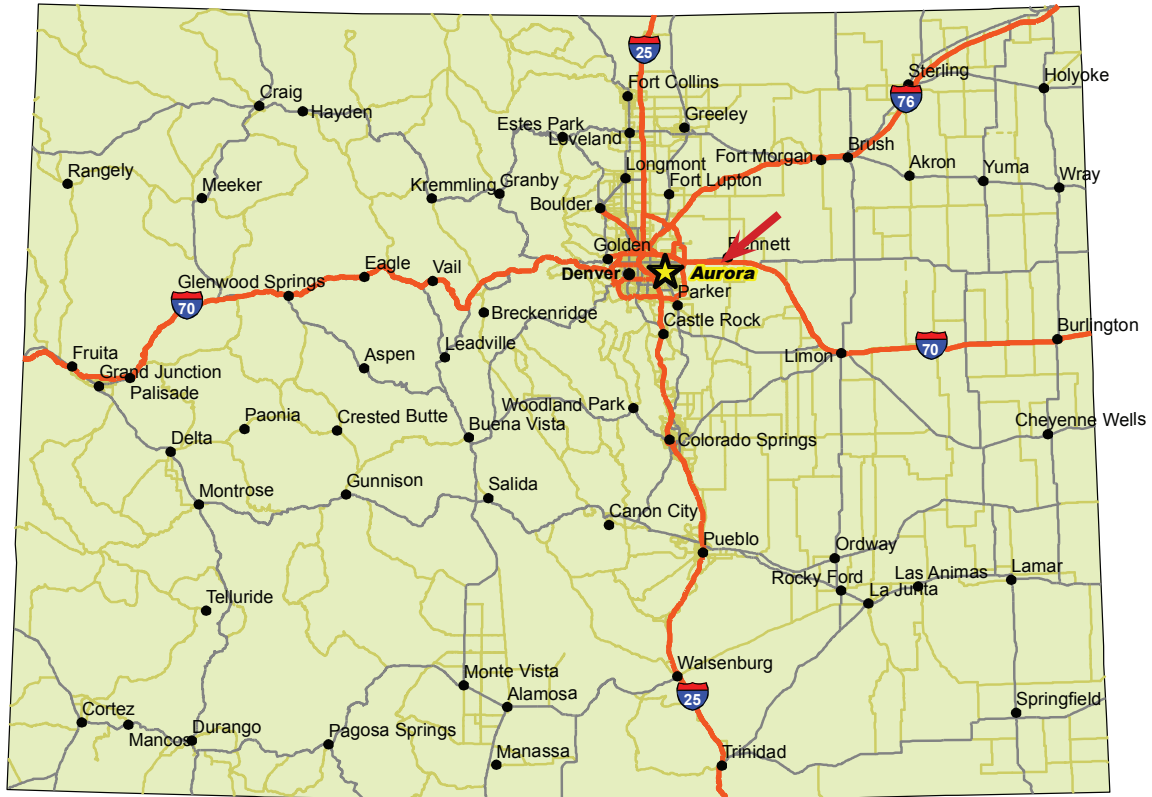 25
Fort Collins
Sterling
Holyoke
76
Craig
Hayden
Greeley
Estes Park
Loveland
Brush
Fort Morgan
Longmont
Akron
Yuma
Wray
Rangely
Meeker
Kremmling
Granby
Fort Lupton
Boulder
Golden
Bennett
Denver
Aurora
Eagle
Vail
Glenwood Springs
Parker
70
Breckenridge
Castle Rock
Burlington
70
Limon
Leadville
Aspen
Fruita
Grand Junction
Palisade
Woodland Park
Paonia
Crested Butte
Buena Vista
Cheyenne Wells
Delta
Colorado Springs
Gunnison
Montrose
Salida
Canon City
Pueblo
Ordway
Rocky Ford
Las Animas
Lamar
La Junta
Telluride
Walsenburg
Monte Vista
Alamosa
25
Springfield
Cortez
Mancos
Durango
Pagosa Springs
Manassa
Trinidad